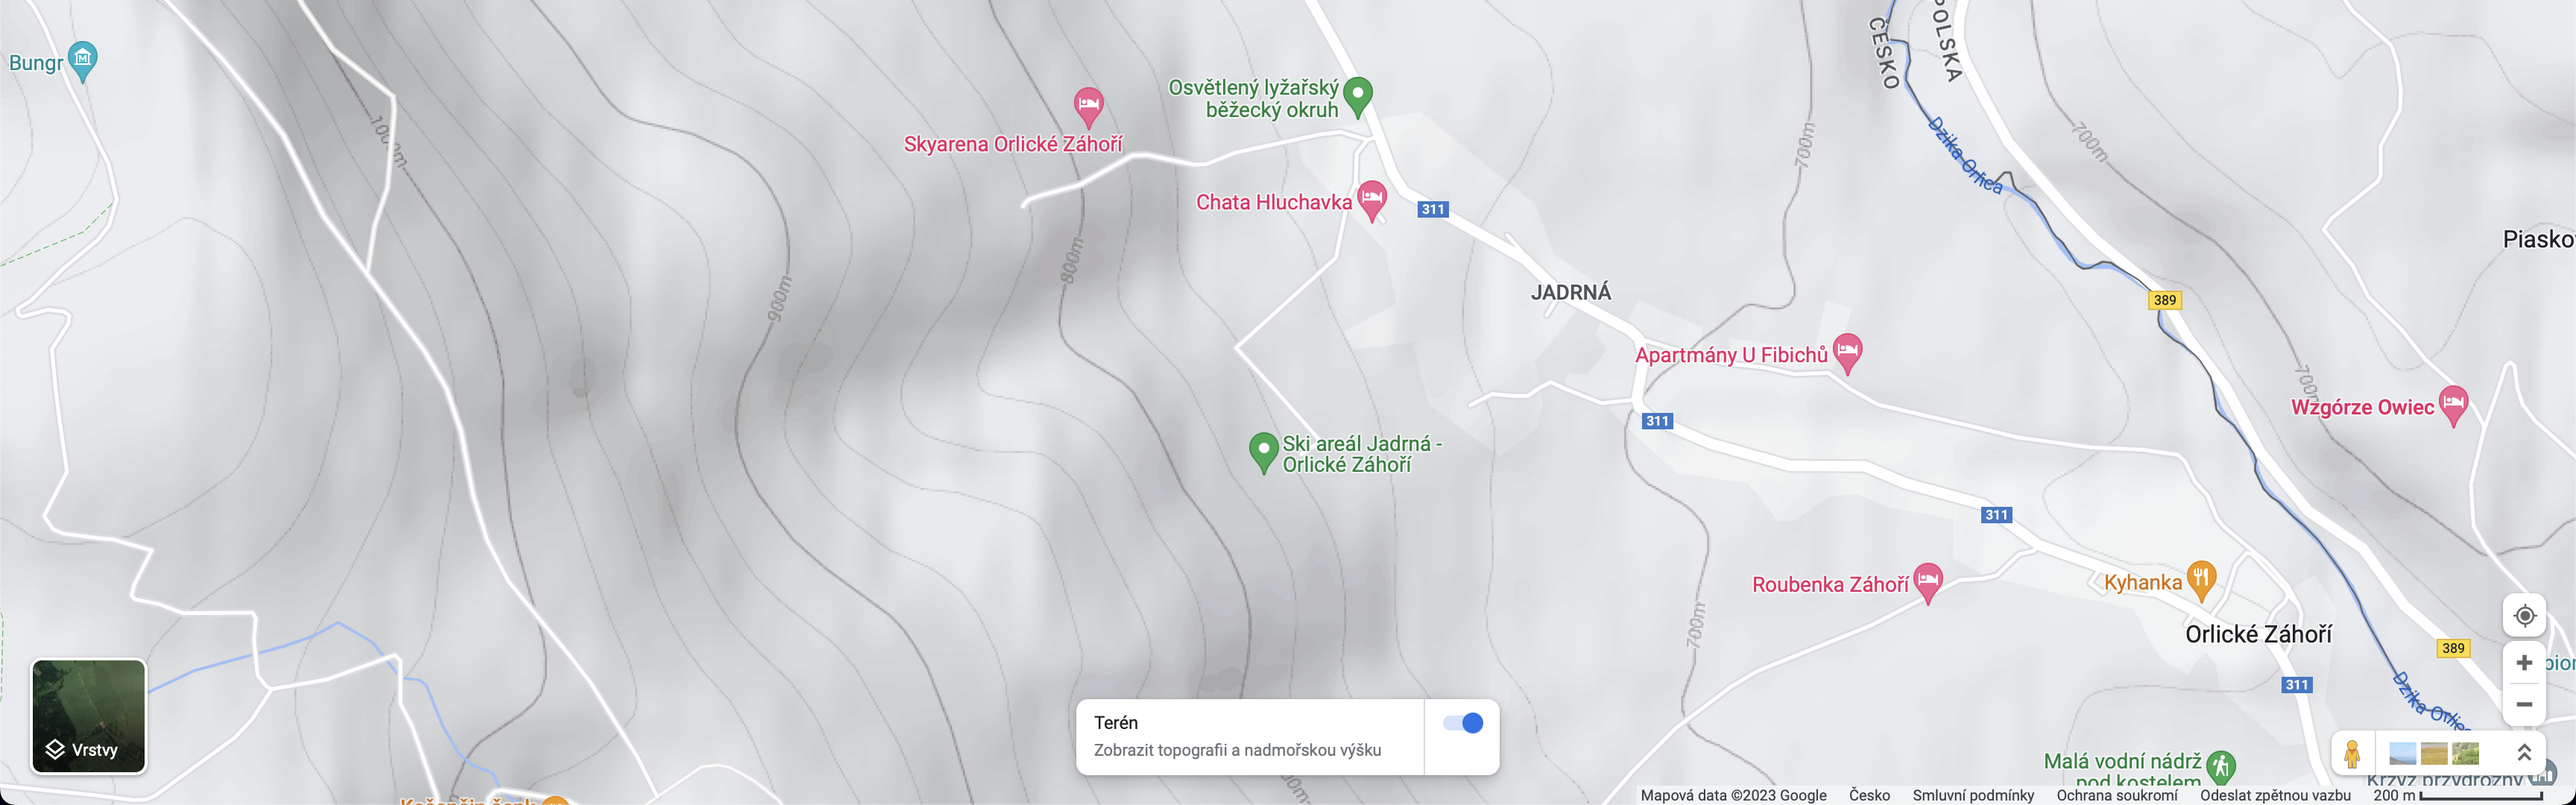 ČESKO
POLSKA
Bungr
Osvětlený lyžařský
běžecký okruh
1000m
Skyarena Orlické Záhoří
700m
700m
Dzika Orlica
Chata Hluchavka
311
800m
Piasko
900m
JADRNÁ
389
Apartmány U Fibichů
700m
Wzgórze Owiec
311
Ski areál Jadrná -
Orlické Záhoří
311
Roubenka Záhoří
Kyhanka
700m
Orlické Záhoří
389
311
Dzika Orlica
Terén
Zobrazit topografii a nadmořskou výšku
Vrstvy
Malá vodní nádrž
pod kostelem
Mapová data ©2023 Google
Česko
Smluvní podmínky
Ochrana soukromí
Odeslat zpětnou vazbu
200 m